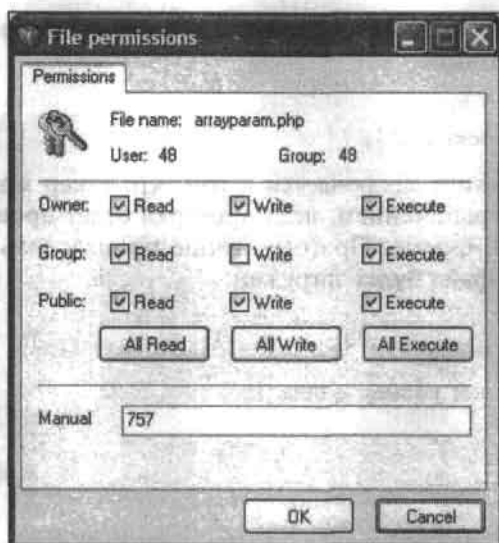 File permissions
Permissions
File name: arrayparam.php
User: 48 Group: 48
Owner: Read Write Execute
Group: Read Write Execute
Public: Read Write Execute
All Read All Write All Execute
Manual 757
OK Cancel